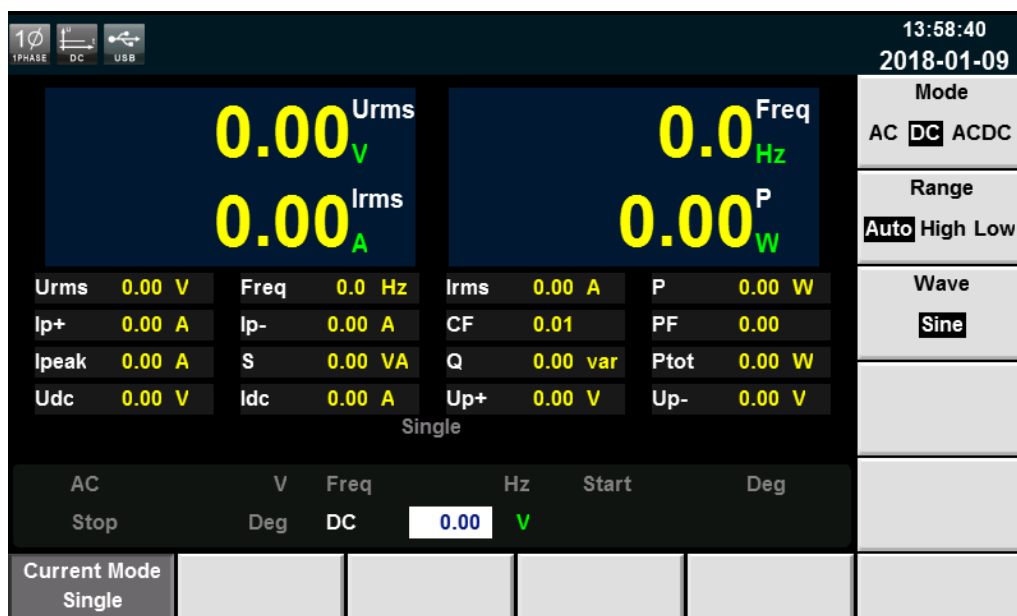 1Ø
1PHASE
U
t
DC
USB
13:58:40
2018-01-09
0.00 Urms V
0.0 Freq Hz
0.00 Irms A
0.00 P W
Mode
AC DC ACDC
Range
Auto High Low
Wave
Sine
Urms 0.00 V Freq 0.0 Hz Irms 0.00 A P 0.00 W
Ip+ 0.00 A Ip- 0.00 A CF 0.01 PF 0.00
Ipeak 0.00 A S 0.00 VA Q 0.00 var Ptot 0.00 W
Udc 0.00 V Idc 0.00 A Up+ 0.00 V Up- 0.00 V
Single
AC V Freq Hz Start Deg
Stop Deg DC 0.00 V
Current Mode
Single